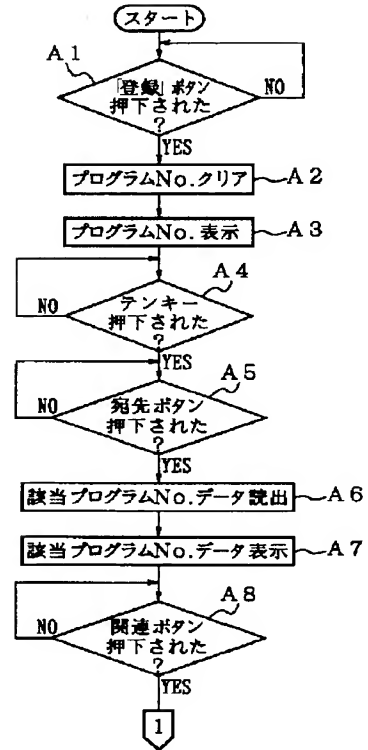 スタート
A1
「登録」ボタン
押下された
?
NO
YES
プログラムNo.クリア
A2
プログラムNo.表示
A3
A4
テンキー
押下された
?
NO
YES
A5
宛先ボタン
押下された
?
NO
YES
該当プログラムNo.データ読出
A6
該当プログラムNo.データ表示
A7
A8
関連ボタン
押下された
?
NO
YES
1